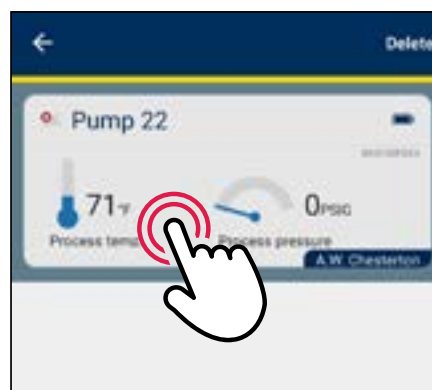 Delete
Pump 22
71°F
0PSIG
Process temp
Process pressure
A.W. Chesterton